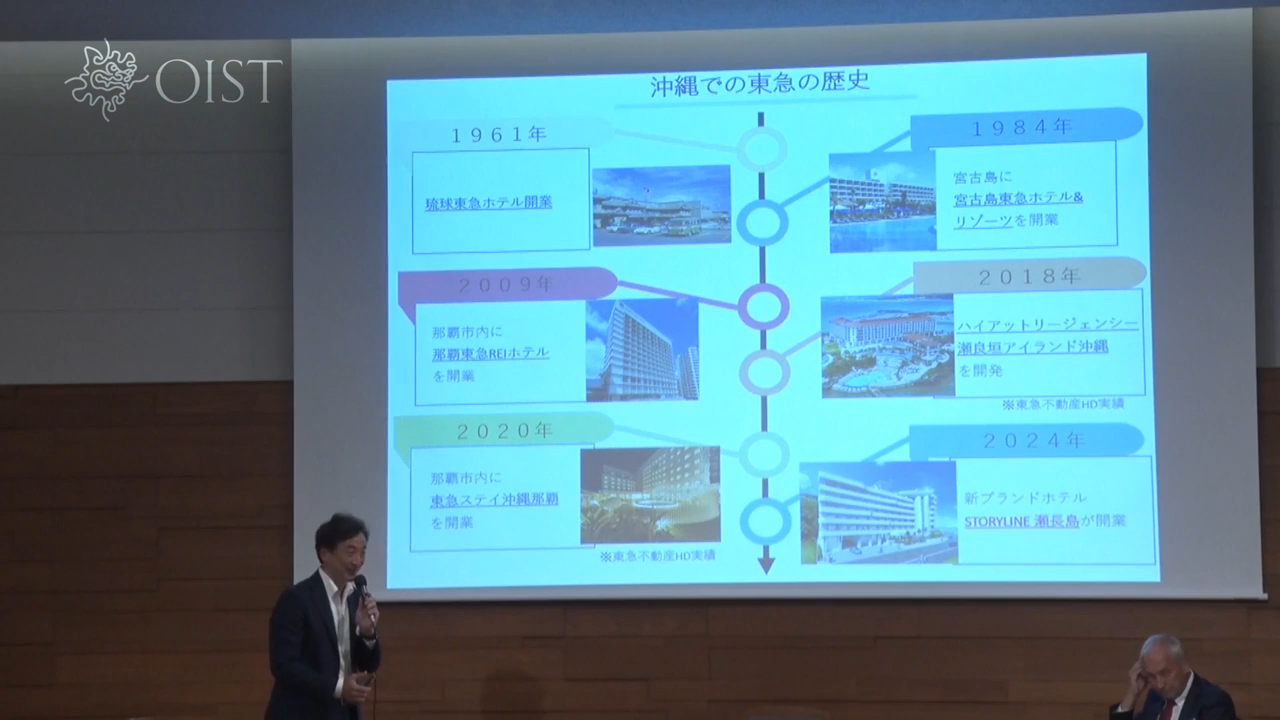 OIST
沖縄での東急の歴史
１９６１年
琉球東急ホテル開業
１９８４年
宮古島に
宮古島東急ホテル&
リゾーツを開業
２００９年
那覇市内に
那覇東急REIホテル
を開業
２０１８年
ハイアットリージェンシー
瀬良垣アイランド沖縄
を開発
※東急不動産HD実績
２０２０年
那覇市内に
東急ステイ沖縄那覇
を開業
※東急不動産HD実績
２０２４年
新ブランドホテル
STORYLINE 瀬長島が開業